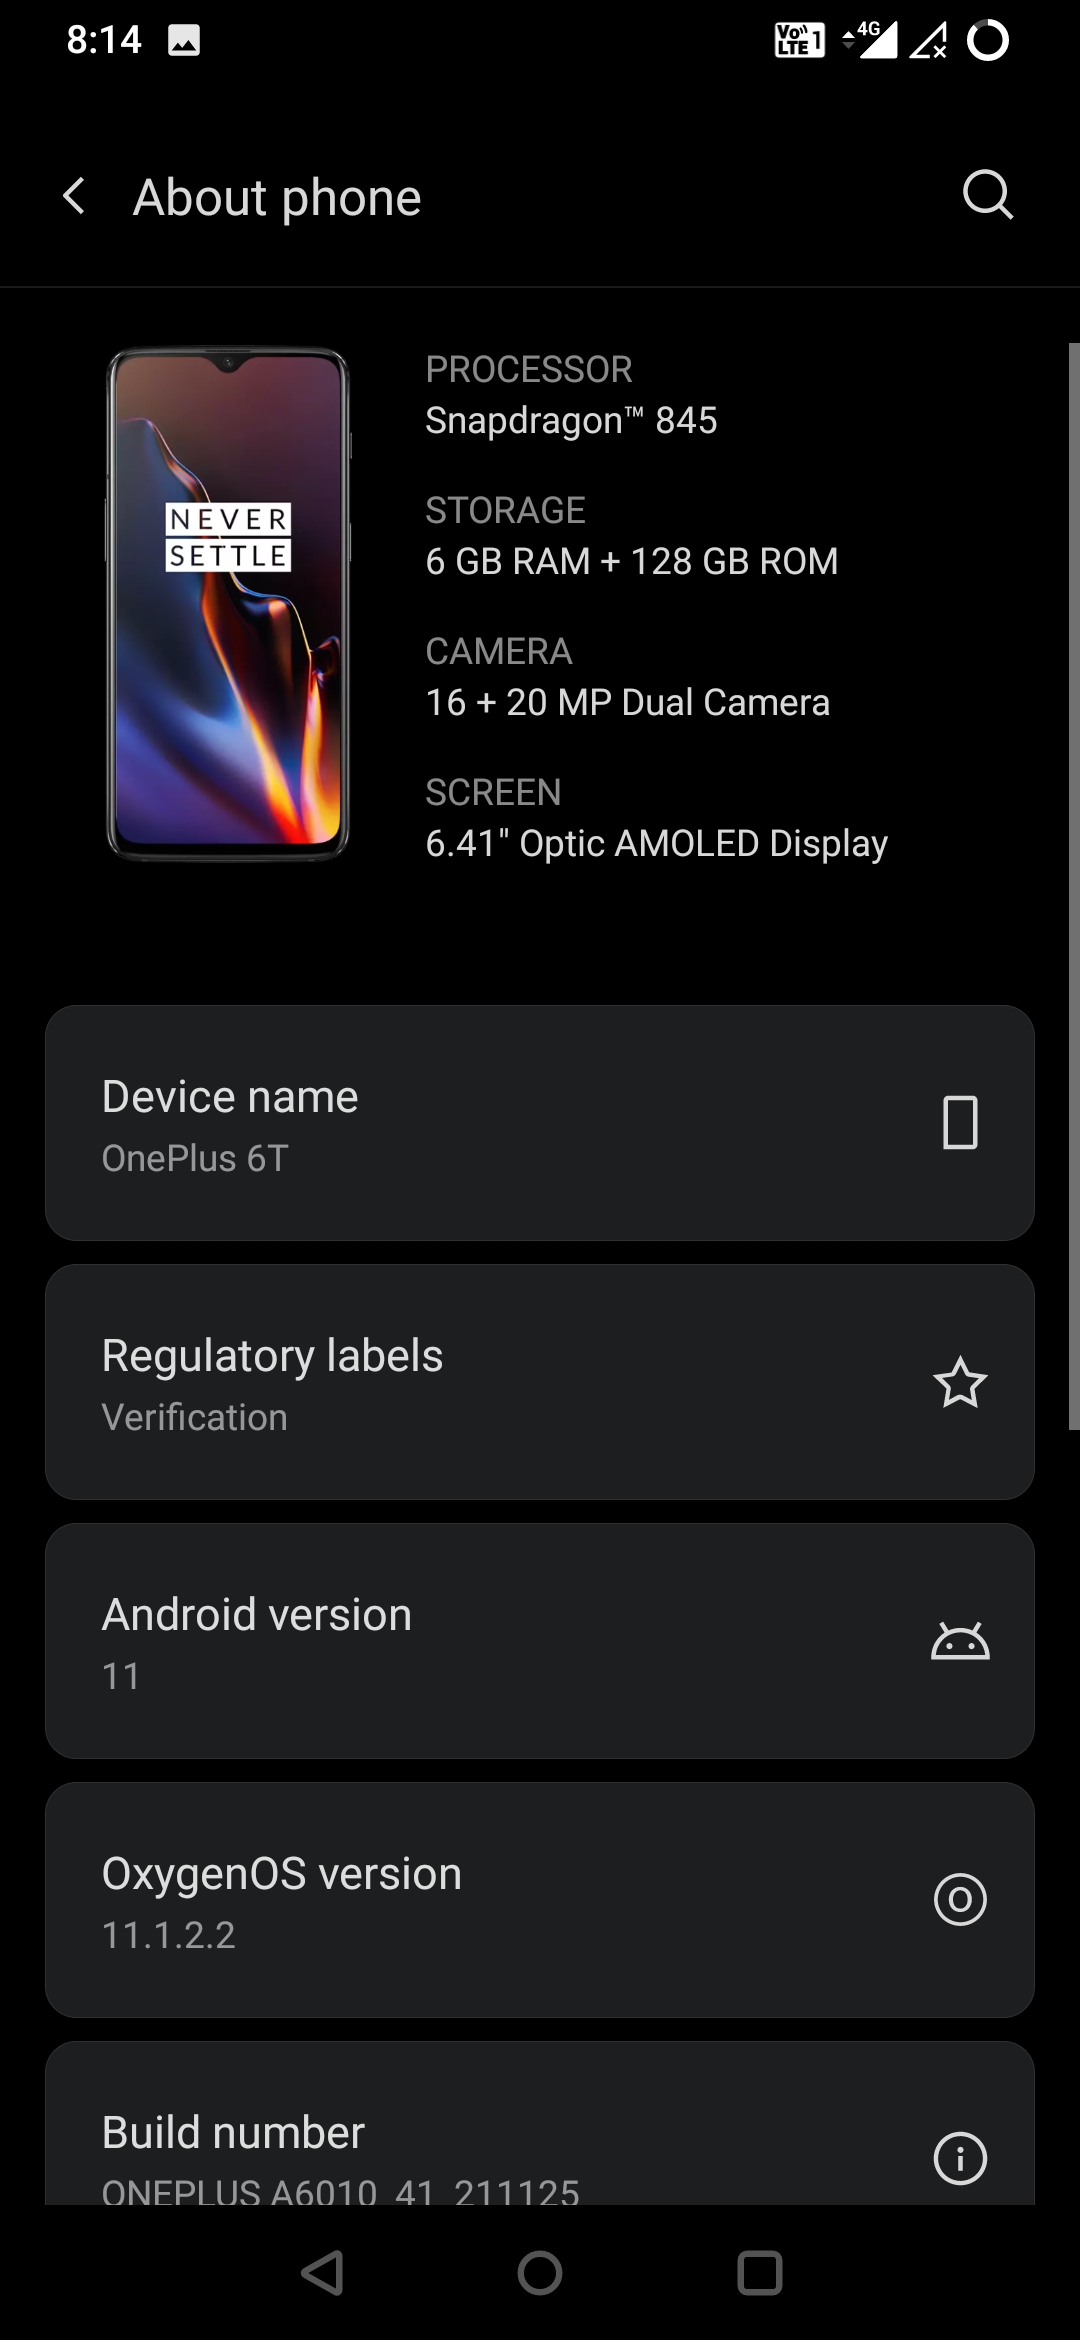 8:14
Vo LTE 1
4G
About phone
NEVER
SETTLE
PROCESSOR
Snapdragon™ 845
STORAGE
6 GB RAM + 128 GB ROM
CAMERA
16 + 20 MP Dual Camera
SCREEN
6.41" Optic AMOLED Display
Device name
OnePlus 6T
Regulatory labels
Verification
Android version
11
OxygenOS version
11.1.2.2
Build number
ONEPLUS A6010_41_211125